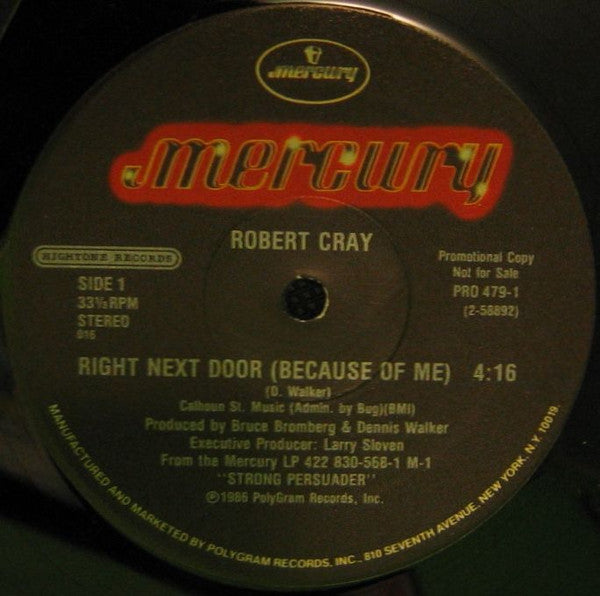 mercury
mercury
ROBERT CRAY
HIGHTONE RECORDS
SIDE 1
33⅓ RPM
STEREO
016
Promotional Copy
Not for Sale
PRO 479-1
(2-58892)
RIGHT NEXT DOOR (BECAUSE OF ME) 4:16
(D. Walker)
Calhoun St. Music (Admin. by Bug)(BMI)
Produced by Bruce Bromberg & Dennis Walker
Executive Producer: Larry Sloven
From the Mercury LP 422 830-568-1 M-1
"STRONG PERSUADER"
℗1986 PolyGram Records, Inc.
MANUFACTURED AND MARKETED BY POLYGRAM RECORDS, INC., 810 SEVENTH AVENUE, NEW YORK, N.Y. 10019